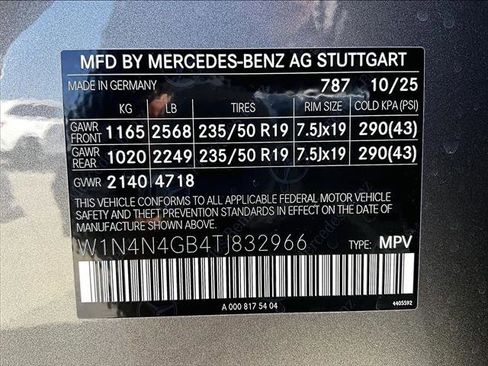 MFD BY MERCEDES-BENZ AG STUTTGART
MADE IN GERMANY 787 10/25
KG LB TIRES RIM SIZE COLD KPA (PSI)
GAWR FRONT 1165 2568 235/50 R19 7.5Jx19 290(43)
GAWR REAR 1020 2249 235/50 R19 7.5Jx19 290(43)
GVWR 2140 4718
THIS VEHICLE CONFORMS TO ALL APPLICABLE FEDERAL MOTOR VEHICLE
SAFETY BUMPER, AND THEFT PREVENTION STANDARDS IN EFFECT ON THE
DATE OF MANUFACTURE SHOWN ABOVE.
W1N4N4GB4TJ832966 TYPE: MPV
A 000 817 54 04
4405592